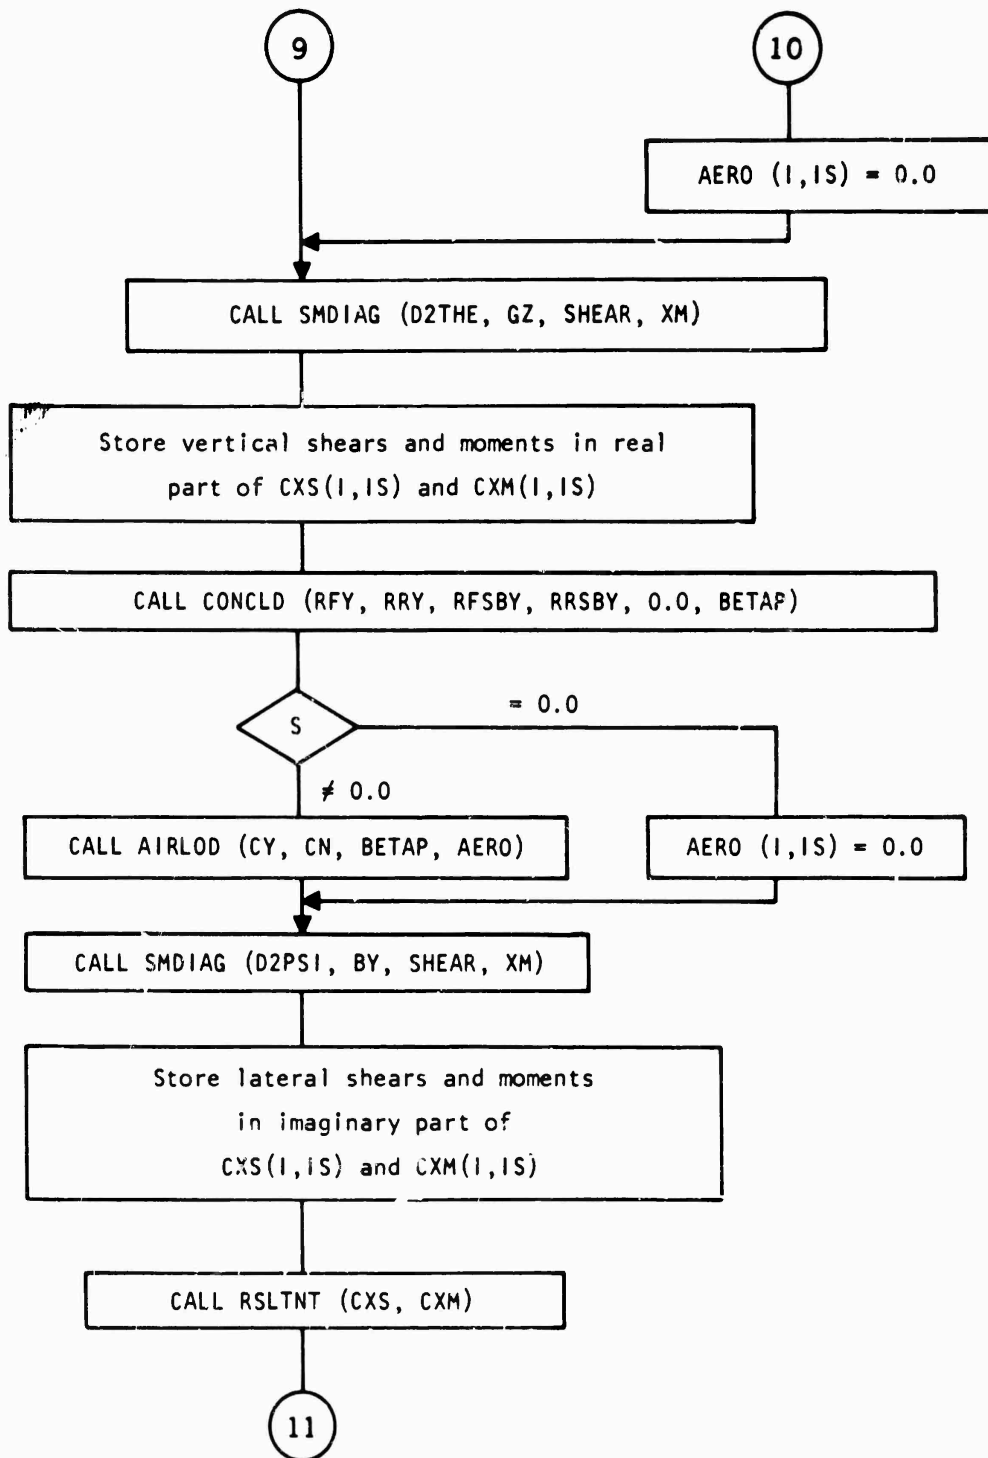 9
10
AERO (I,IS) = 0.0
CALL SMDIAG (D2THE, GZ, SHEAR, XM)
Store vertical shears and moments in real
part of CXS(I,IS) and CXM(I,IS)
CALL CONCLD (RFY, RRY, RFSBY, RRSBY, 0.0, BETAP)
S
= 0.0
≠ 0.0
CALL AIRLOD (CY, CN, BETAP, AERO)
AERO (I,IS) = 0.0
CALL SMDIAG (D2PSI, BY, SHEAR, XM)
Store lateral shears and moments
in imaginary part of
CXS(I,IS) and CXM(I,IS)
CALL RSLTNT (CXS, CXM)
11